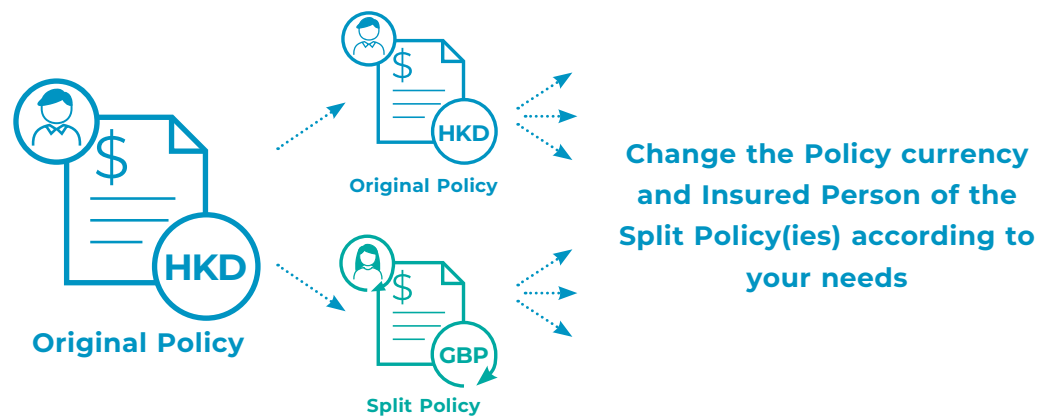 $
HKD
Original Policy
$
HKD
Original Policy
$
GBP
Split Policy
Change the Policy currency
and Insured Person of the
Split Policy(ies) according to
your needs